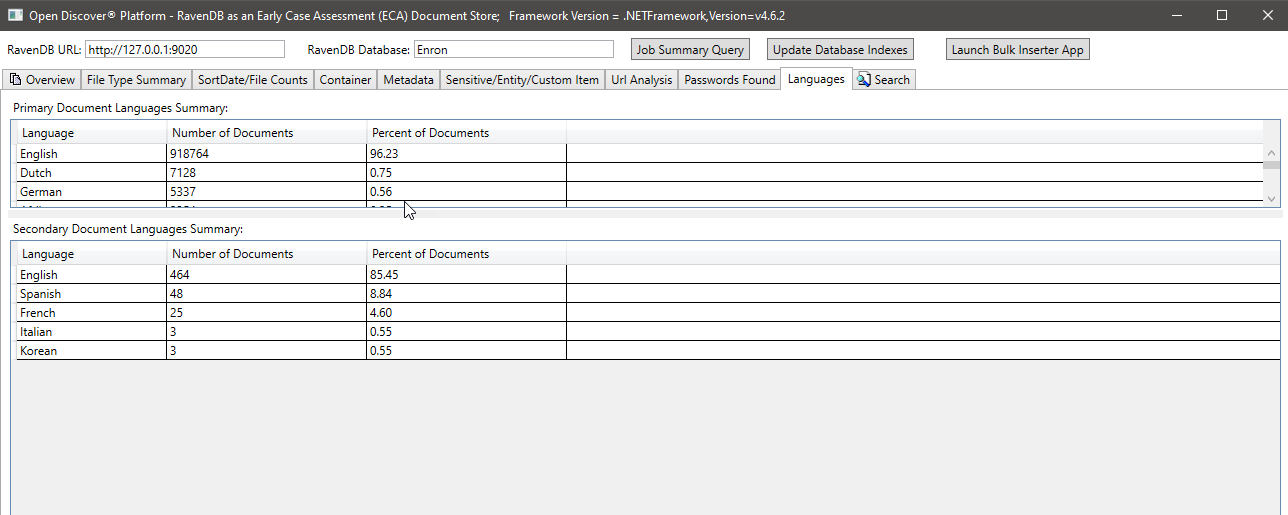 Open Discover® Platform - RavenDB as an Early Case Assessment (ECA) Document Store;   Framework Version = .NETFramework,Version=v4.6.2
RavenDB URL: http://127.0.0.1:9020 RavenDB Database: Enron Job Summary Query Update Database Indexes Launch Bulk Inserter App
Overview File Type Summary SortDate/File Counts Container Metadata Sensitive/Entity/Custom Item Url Analysis Passwords Found Languages Search
Primary Document Languages Summary:
Language Number of Documents Percent of Documents
English 918764 96.23
Dutch 7128 0.75
German 5337 0.56
Secondary Document Languages Summary:
Language Number of Documents Percent of Documents
English 464 85.45
Spanish 48 8.84
French 25 4.60
Italian 3 0.55
Korean 3 0.55